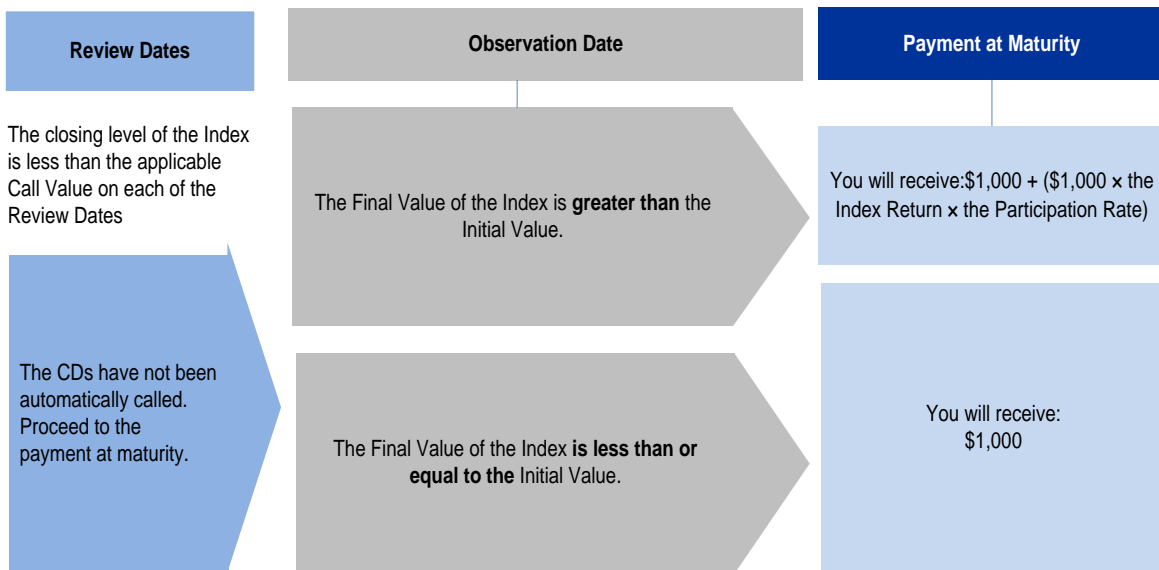 Review Dates
Observation Date
Payment at Maturity
The closing level of the Index
is less than the applicable
Call Value on each of the
Review Dates
The CDs have not been
automatically called.
Proceed to the
payment at maturity.
The Final Value of the Index is greater than the
Initial Value.
You will receive:$1,000 + ($1,000 × the
Index Return × the Participation Rate)
The Final Value of the Index is less than or
equal to the Initial Value.
You will receive:
$1,000